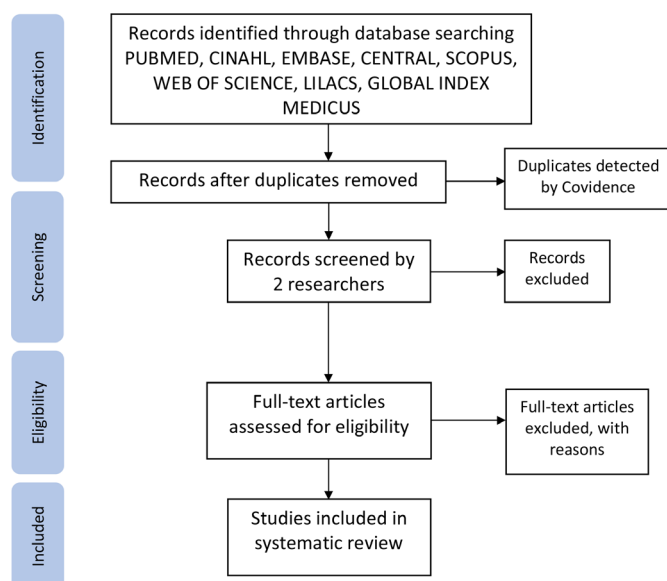 Identification
Records identified through database searching
PUBMED, CINAHL, EMBASE, CENTRAL, SCOPUS,
WEB OF SCIENCE, LILACS, GLOBAL INDEX
MEDICUS
Records after duplicates removed
Duplicates detected
by Covidence
Screening
Records screened by
2 researchers
Records
excluded
Eligibility
Full-text articles
assessed for eligibility
Full-text articles
excluded, with
reasons
Included
Studies included in
systematic review